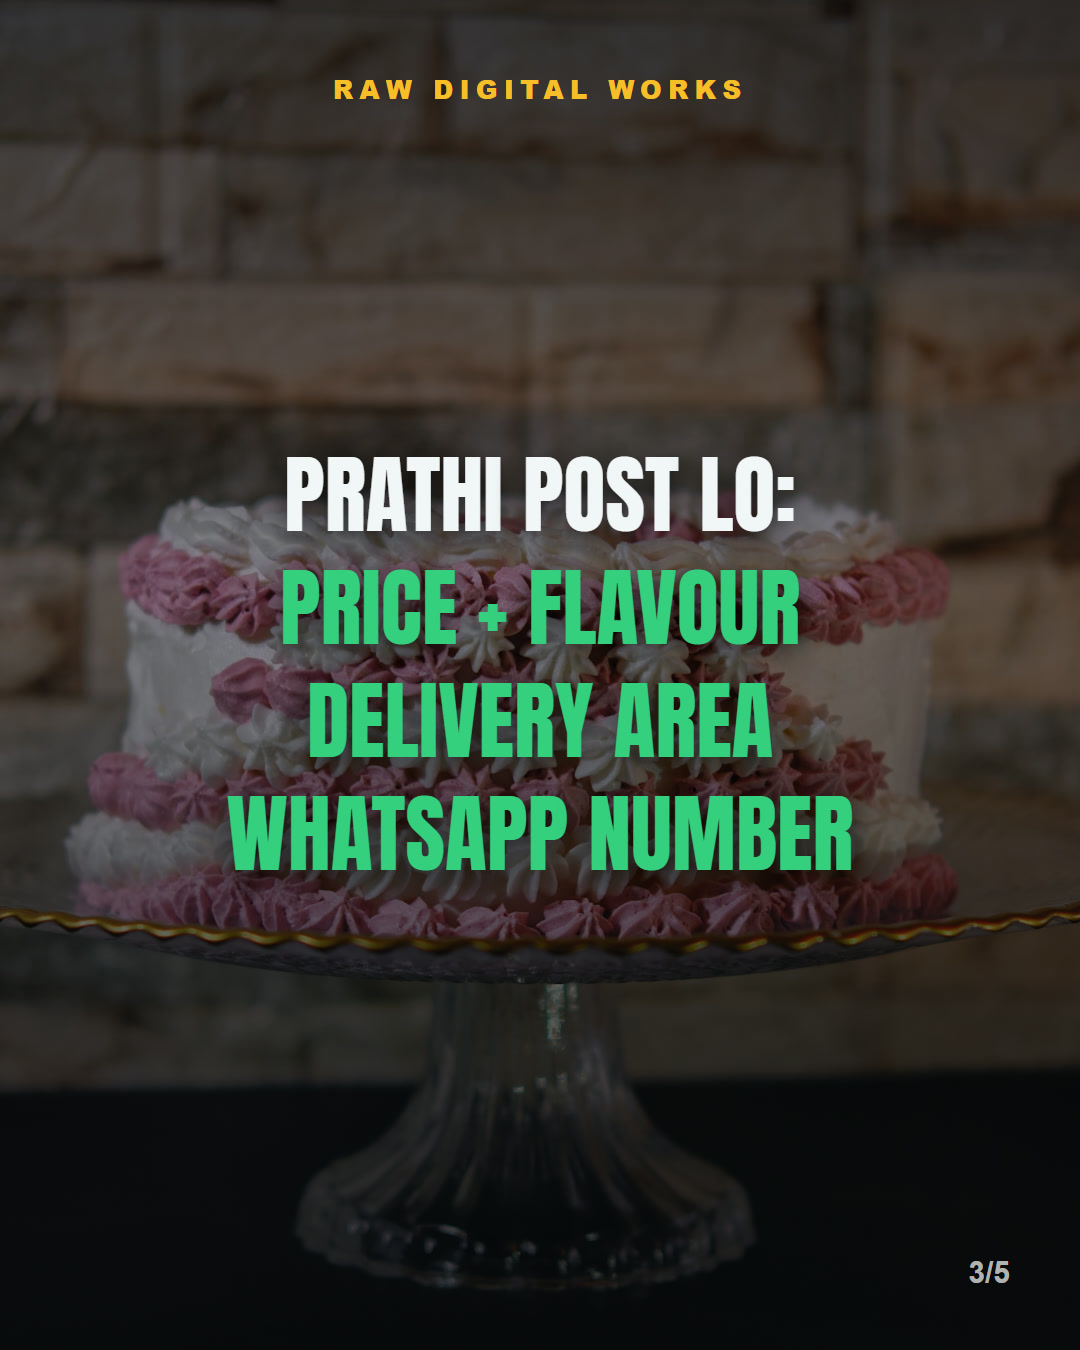 RAW DIGITAL WORKS
PRATHI POST LO:
PRICE + FLAVOUR
DELIVERY AREA
WHATSAPP NUMBER
3/5